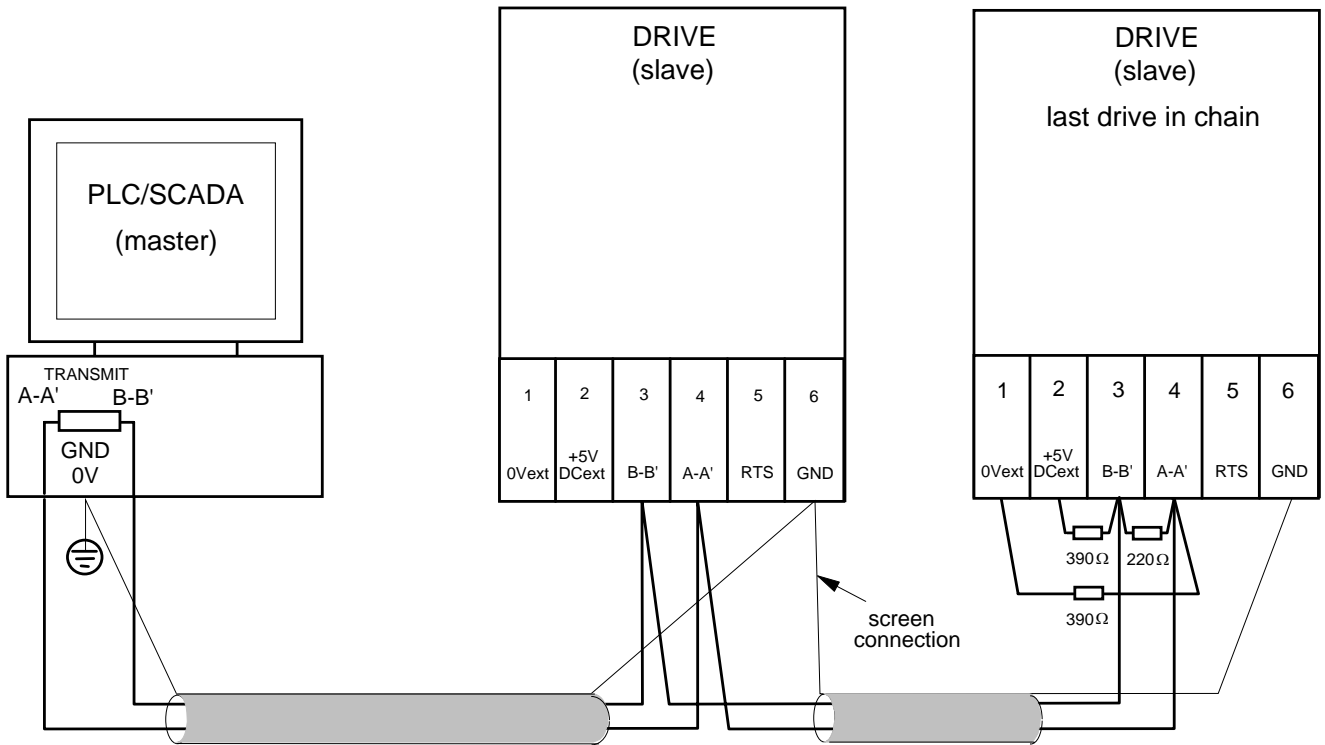 PLC/SCADA
(master)
TRANSMIT
A-A' B-B'
GND
0V
DRIVE
(slave)
1 2 3 4 5 6
0Vext +5V DCext B-B' A-A' RTS GND
DRIVE
(slave)
last drive in chain
1 2 3 4 5 6
0Vext +5V DCext B-B' A-A' RTS GND
390Ω 220Ω
390Ω
screen
connection